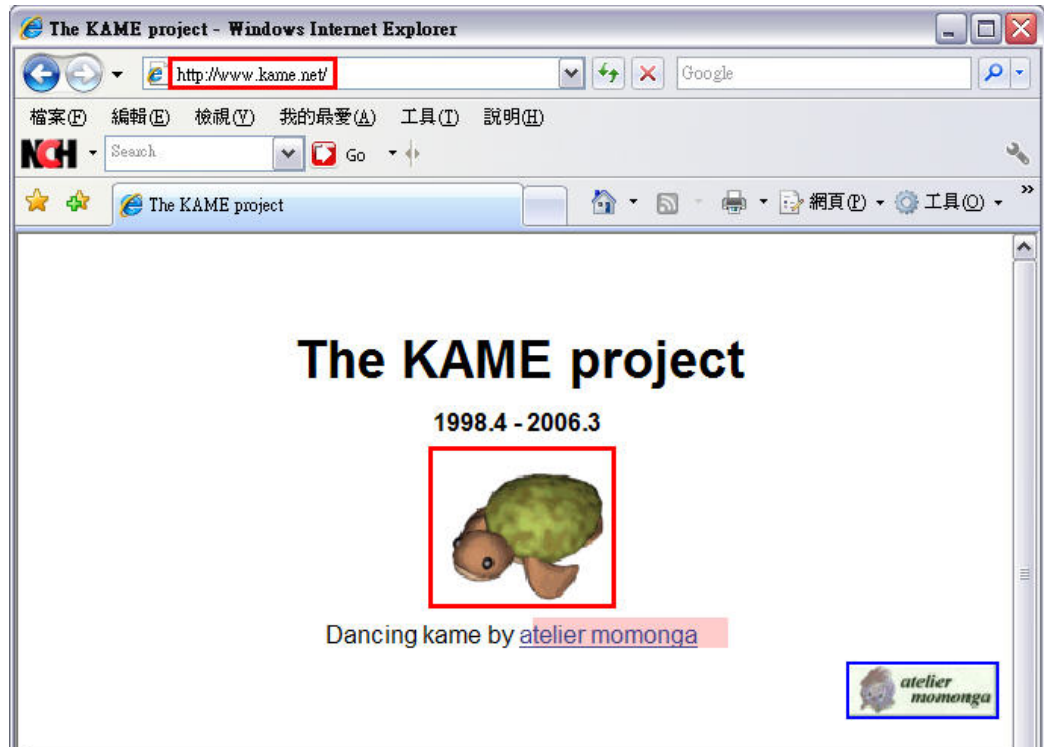 The KAME project - Windows Internet Explorer
http://www.kame.net/
Google
檔案(F) 編輯(E) 檢視(V) 我的最愛(A) 工具(T) 說明(H)
NCH Search Go
The KAME project 網頁(P) 工具(O) »
The KAME project
1998.4 - 2006.3
Dancing kame by atelier momonga
atelier
momonga